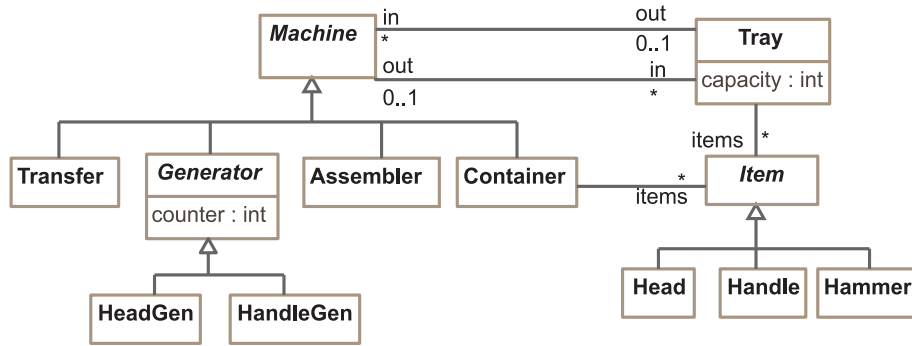 Machine
in
*
out
0..1
Tray
capacity : int
out
0..1
in
*
items
*
Transfer
Generator
counter : int
Assembler
Container
*
items
Item
HeadGen
HandleGen
Head
Handle
Hammer